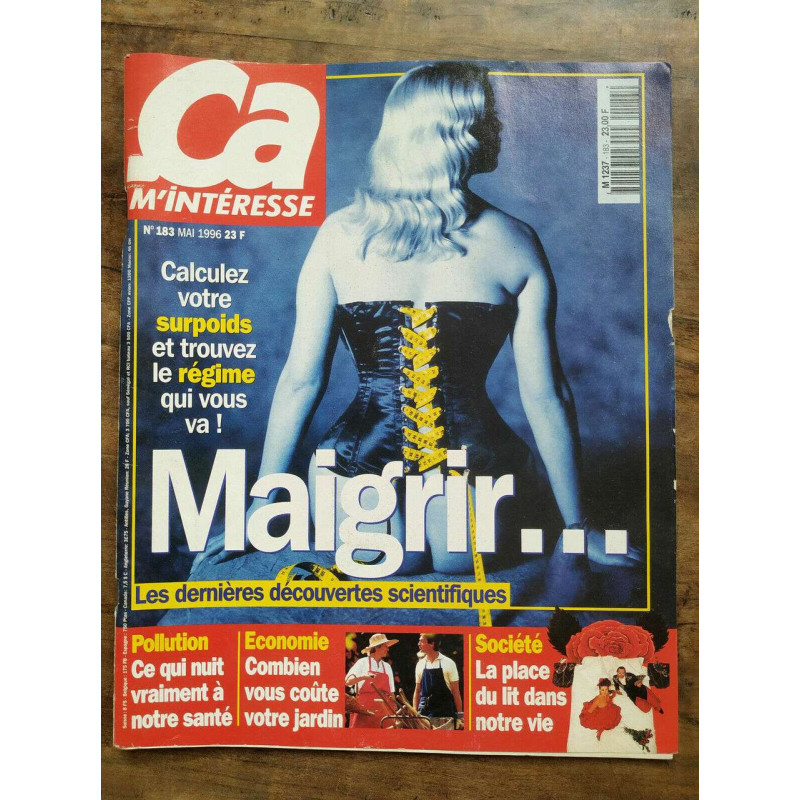 Ça
M'INTÉRESSE
N° 183 MAI 1996 23 F
M 1237 - 183 - 23,00 F
Calculez
votre
surpoids
et trouvez
le régime
qui vous
va !
Maigrir...
Les dernières découvertes scientifiques
Pollution
Ce qui nuit
vraiment à
notre santé
Economie
Combien
vous coûte
votre jardin
Société
La place
du lit dans
notre vie